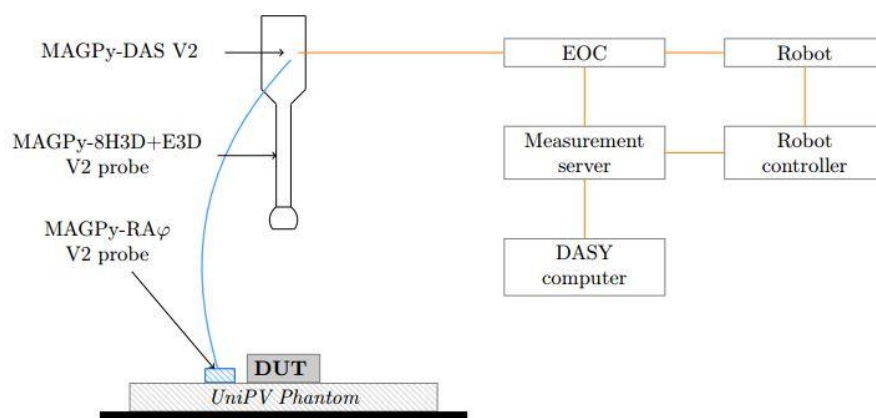 MAGPy-DAS V2
EOC
Robot
MAGPy-8H3D+E3D
V2 probe
Measurement
server
Robot
controller
MAGPy-RAφ
V2 probe
DASY
computer
DUT
UniPV Phantom